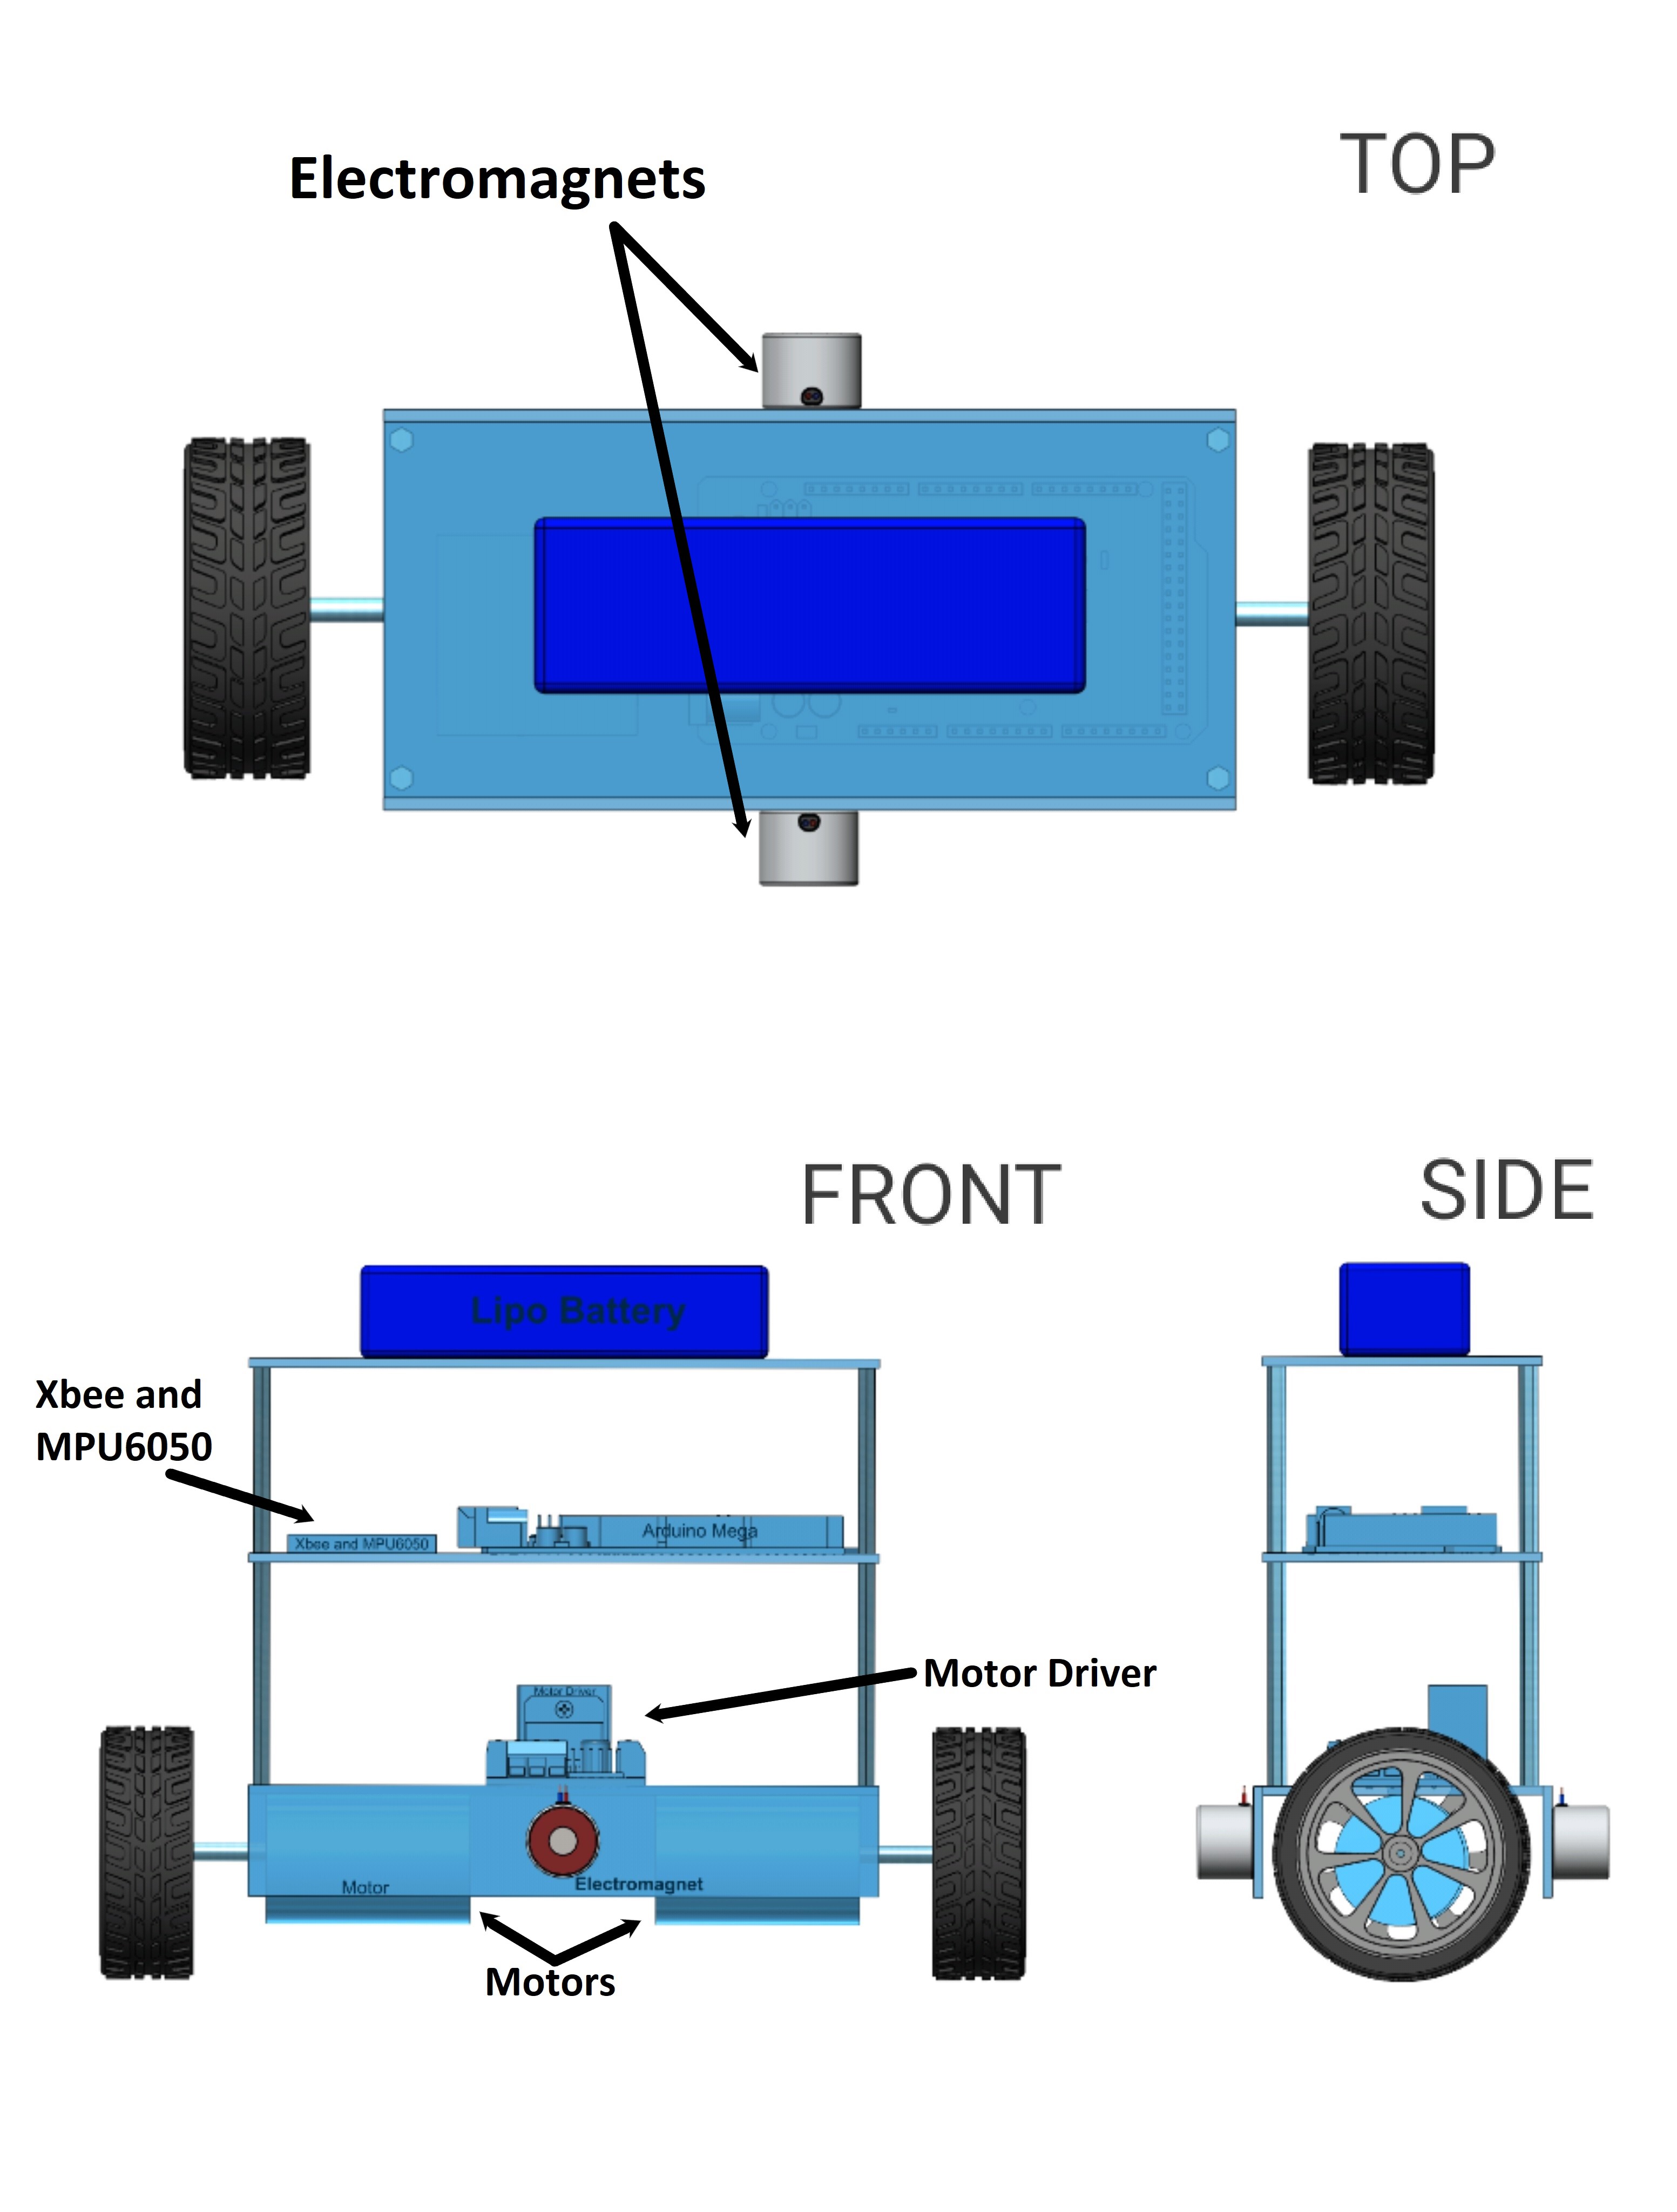 TOP
Electromagnets
FRONT
SIDE
Lipo Battery
Xbee and
MPU6050
Xbee and MPU6050
Arduino Mega
Motor Driver
Motor Driver
Motor
Electromagnet
Motors